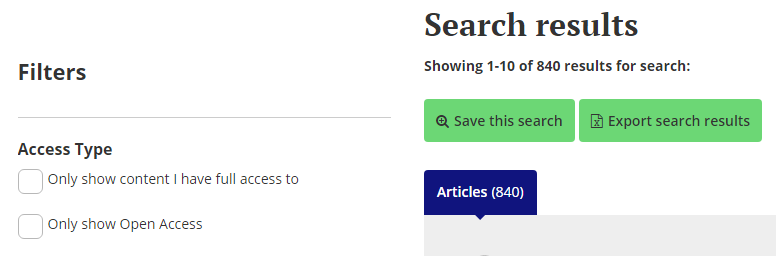 Search results
Filters
Showing 1-10 of 840 results for search:
Save this search
Export search results
Access Type
Only show content I have full access to
Only show Open Access
Articles (840)